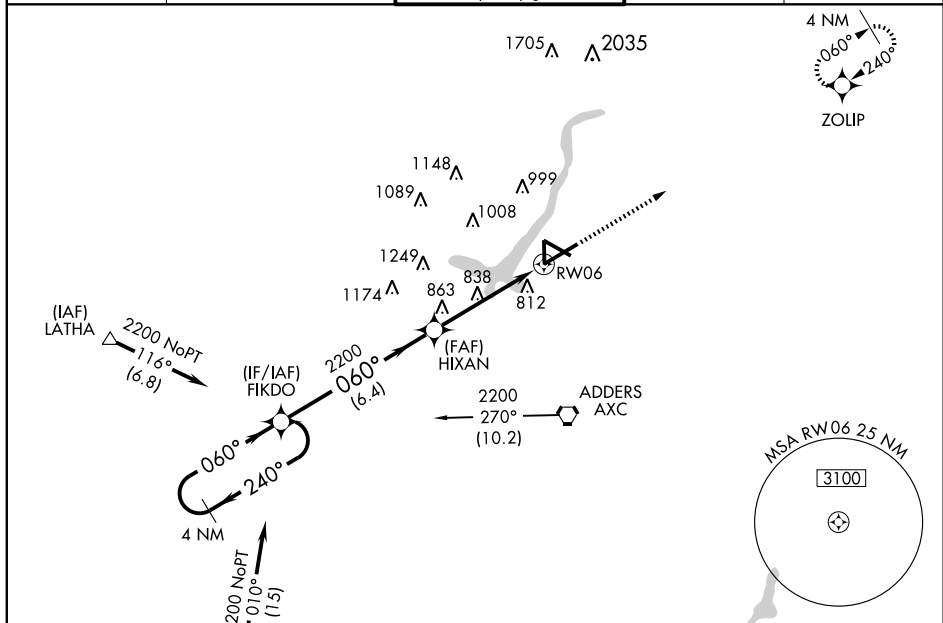 1705
2035
4 NM
060°
240°
ZOLIP
1148
999
1089
1008
1249
838
RW06
1174
863
812
(IAF)
LATHA
2200 NoPT
116°
(6.8)
(IF/IAF)
FIKDO
2200
060°
(6.4)
(FAF)
HIXAN
2200
270°
(10.2)
ADDERS
AXC
060°
240°
4 NM
MSA RW06 25 NM
3100
200 NoPT
010°
(15)